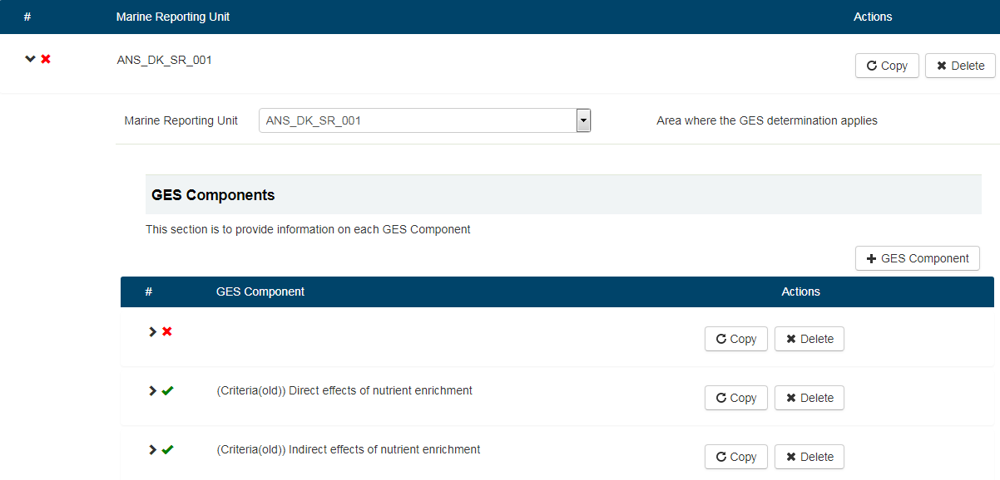 # Marine Reporting Unit Actions
ANS_DK_SR_001
Copy Delete
Marine Reporting Unit ANS_DK_SR_001 Area where the GES determination applies
GES Components
This section is to provide information on each GES Component
GES Component
# GES Component Actions
Copy Delete
(Criteria(old)) Direct effects of nutrient enrichment
Copy Delete
(Criteria(old)) Indirect effects of nutrient enrichment
Copy Delete